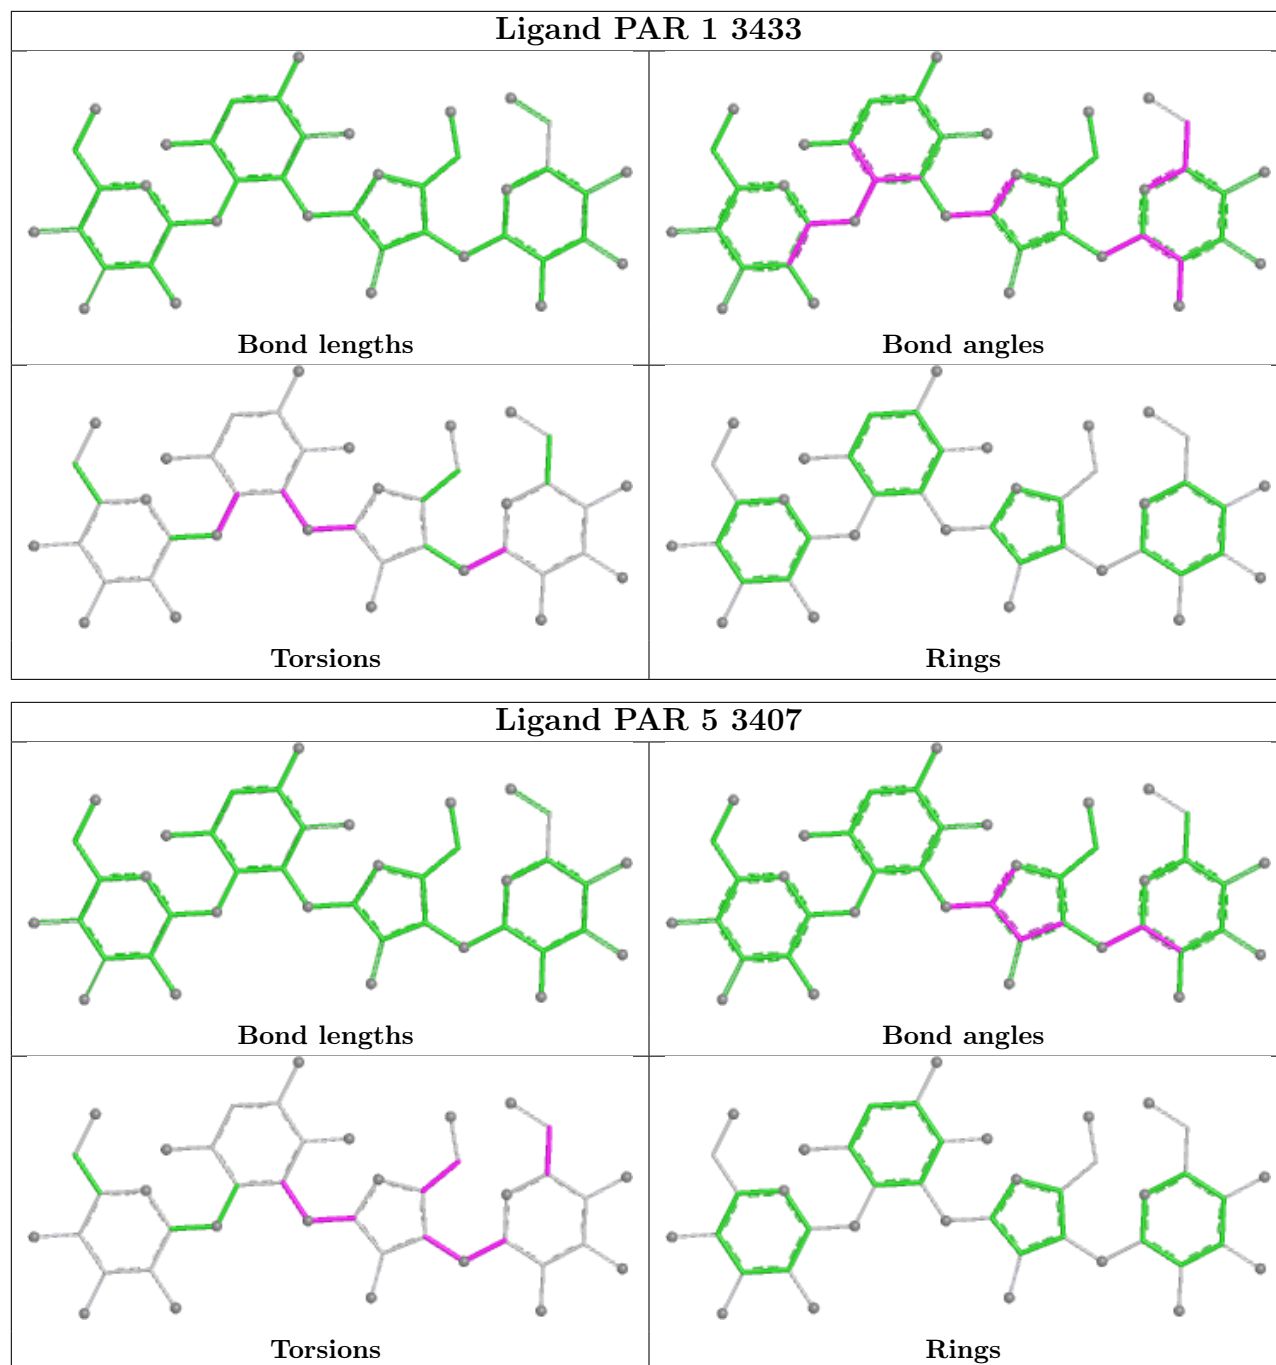 Ligand PAR 1 3433
Bond lengths
Bond angles
Torsions
Rings
Ligand PAR 5 3407
Bond lengths
Bond angles
Torsions
Rings